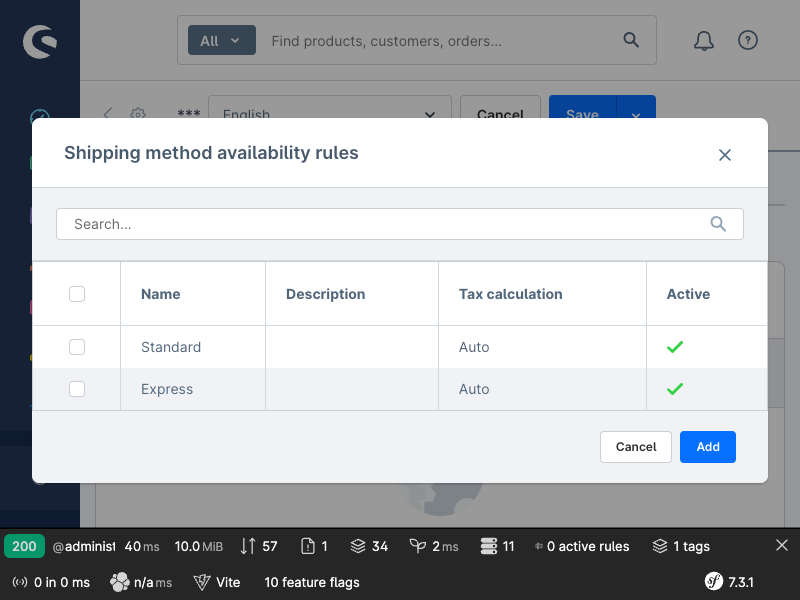 All Find products, customers, orders...
*** English Cancel Save
Shipping method availability rules
Search...
Name Description Tax calculation Active
Standard Auto
Express Auto
Cancel Add
200 @administ 40 ms 10.0 MiB 57 1 34 2 ms 11 0 active rules 1 tags
0 in 0 ms n/a ms Vite 10 feature flags sf 7.3.1